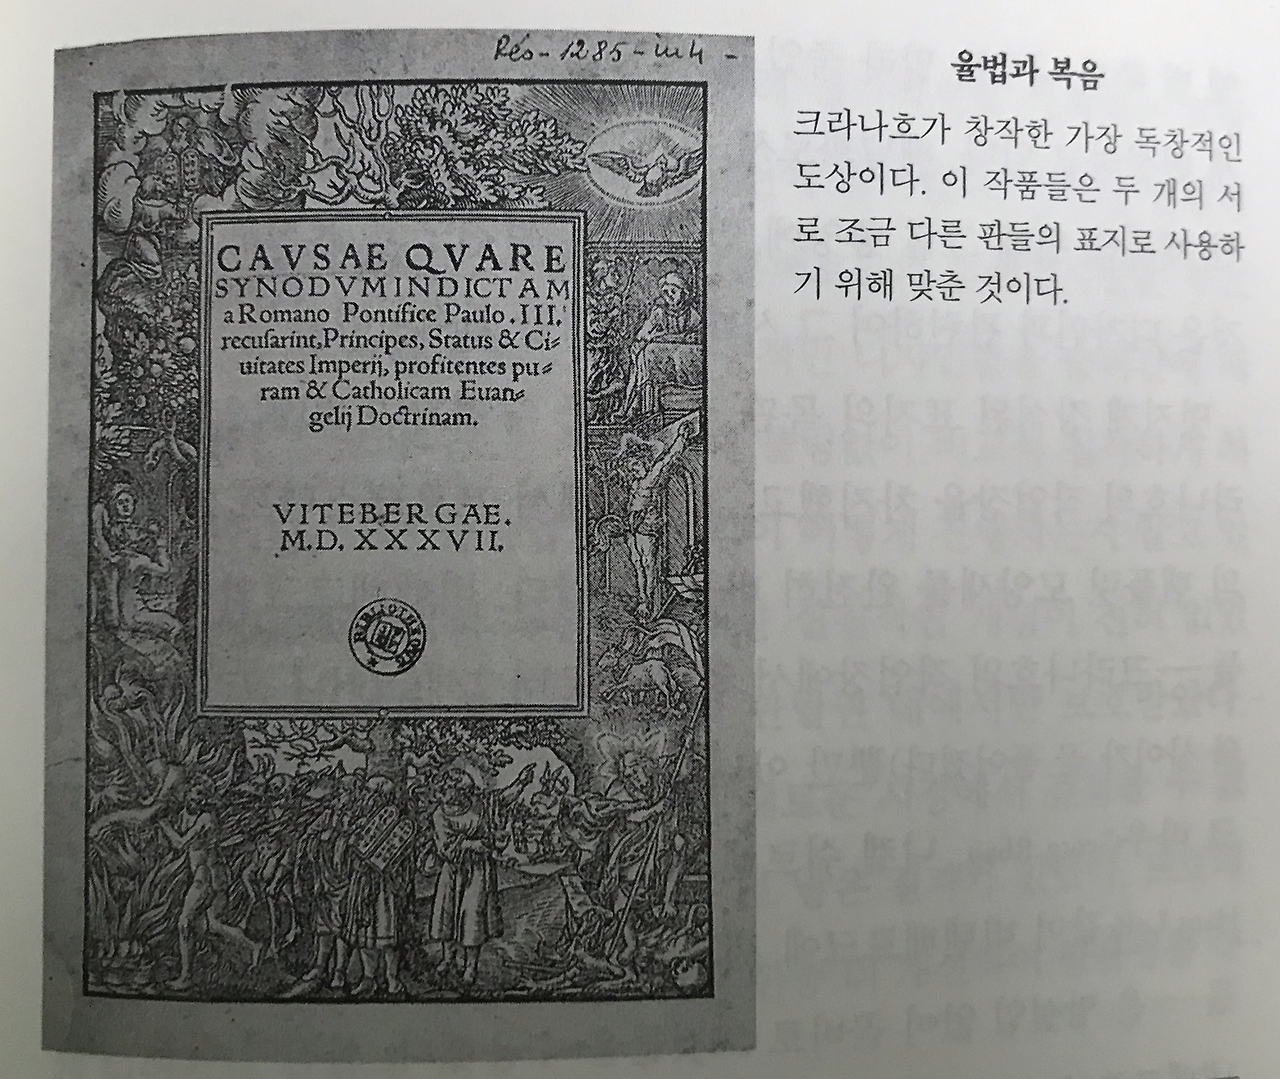 Rés-1285-in4-
CAVSAE QVARE
SYNODVM INDICTAM
a Romano Pontifice Paulo .III.
recusarint, Principes, Status & Ci⸗
uitates Imperij, profitentes pu⸗
ram & Catholicam Euan⸗
gelij Doctrinam.
VITEBERGAE.
M.D.XXXVII.
율법과 복음
크라나흐가 창작한 가장 독창적인
도상이다. 이 작품들은 두 개의 서
로 조금 다른 판들의 표지로 사용하
기 위해 맞춘 것이다.